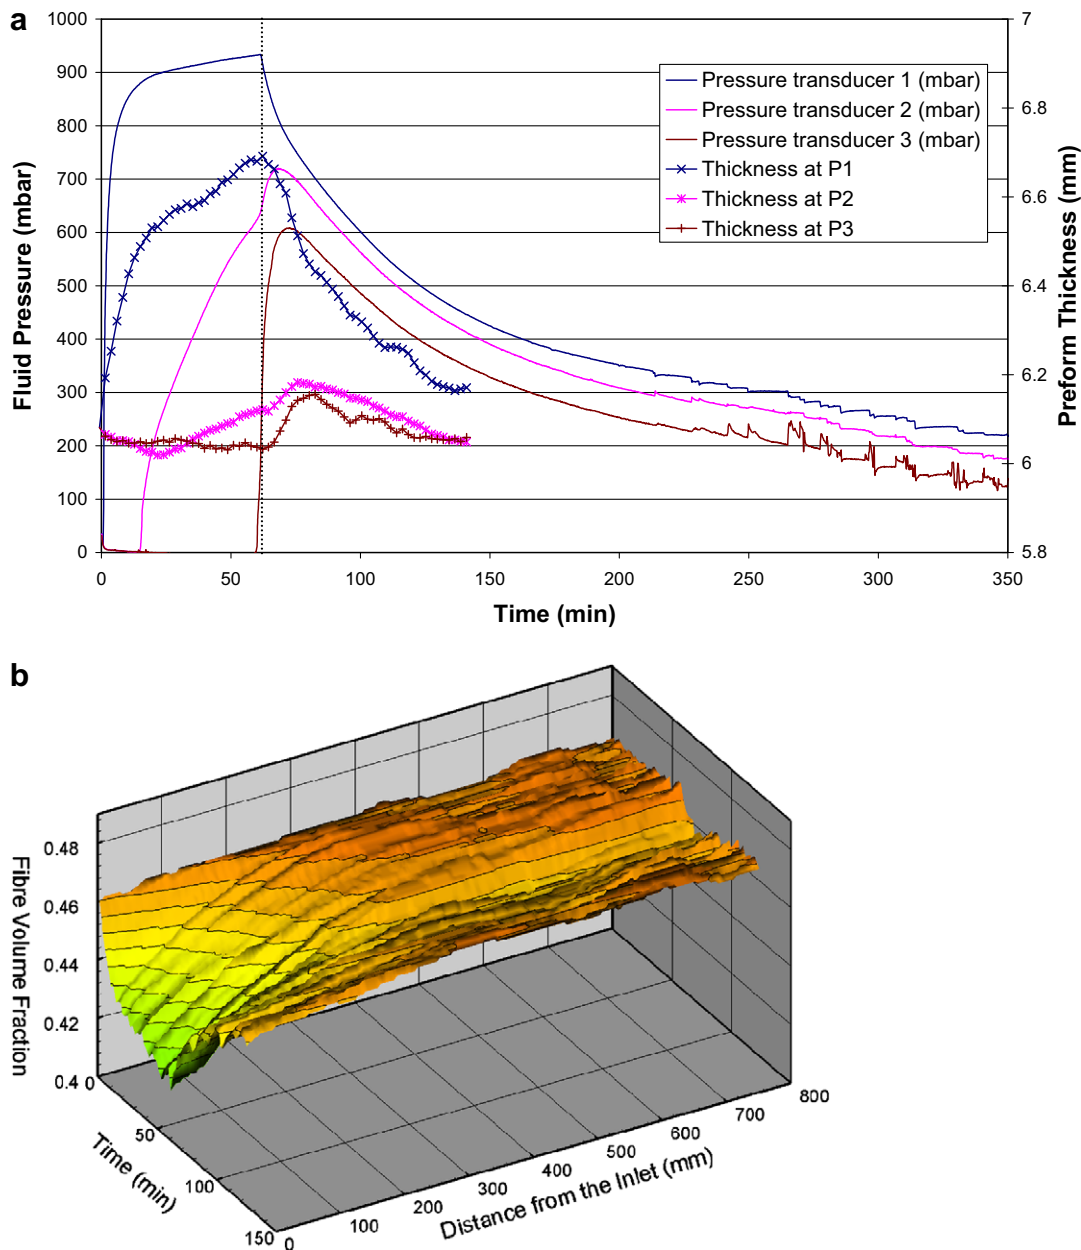 a
1000
900
800
700
600
500
400
300
200
100
0
Fluid Pressure (mbar)
7
6.8
6.6
6.4
6.2
6
5.8
Preform Thickness (mm)
Pressure transducer 1 (mbar)
Pressure transducer 2 (mbar)
Pressure transducer 3 (mbar)
Thickness at P1
Thickness at P2
Thickness at P3
0 50 100 150 200 250 300 350
Time (min)
b
Fibre Volume Fraction
0.48
0.46
0.44
0.42
0.4
0
50
100
150
Time (min)
0
100
200
300
400
500
600
700
800
Distance from the Inlet (mm)